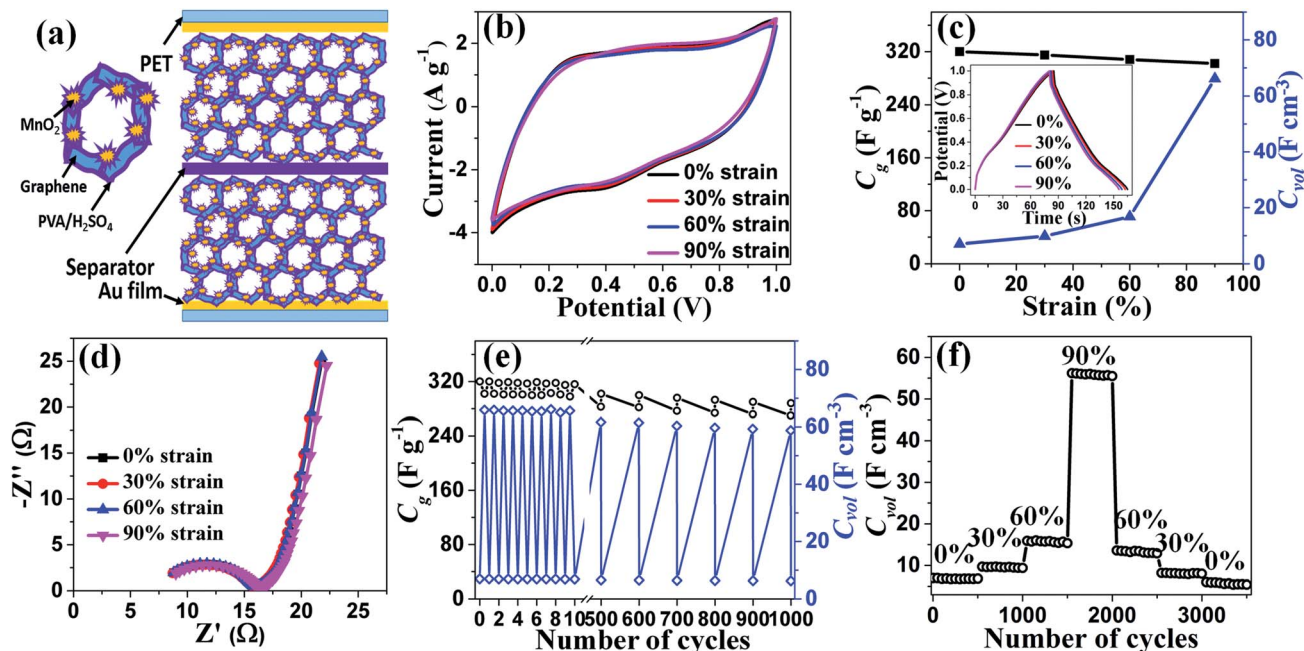 (a)
PET
MnO2
Graphene
PVA/H2SO4
Separator
Au film
(b)
Current (A g-1)
2
0
-2
-4
0% strain
30% strain
60% strain
90% strain
0.0 0.2 0.4 0.6 0.8 1.0
Potential (V)
(c)
Cg (F g-1)
320
240
160
80
0
Potential (V)
1.0
0.8
0.6
0.4
0.2
0.0
0%
30%
60%
90%
0 30 60 90 120 150
Time (s)
80
60
40
20
0
Cvol (F cm-3)
0 20 40 60 80 100
Strain (%)
(d)
-Z'' (Ω)
25
20
15
10
5
0
0% strain
30% strain
60% strain
90% strain
0 5 10 15 20 25
Z' (Ω)
(e)
Cg (F g-1)
400
320
240
160
80
0
80
60
40
20
0
Cvol (F cm-3)
0 2 4 6 8 10 500 600 700 800 900 1000
Number of cycles
(f)
Cvol (F cm-3)
60
50
40
30
20
10
0%
30%
60%
90%
60%
30%
0%
0 1000 2000 3000
Number of cycles